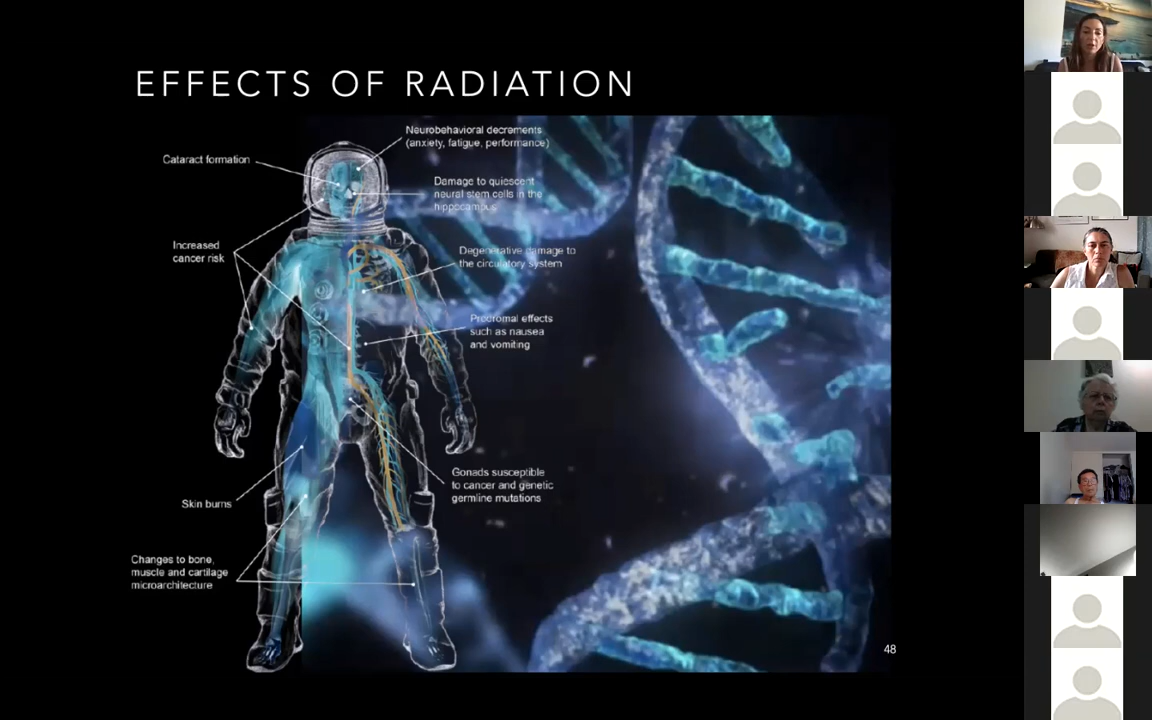 EFFECTS OF RADIATION
Neurobehavioral decrements
(anxiety, fatigue, performance)
Cataract formation
Damage to quiescent
neural stem cells in the
hippocampus
Increased
cancer risk
Degenerative damage to
the circulatory system
Prodromal effects
such as nausea
and vomiting
Gonads susceptible
to cancer and genetic
germline mutations
Skin burns
Changes to bone,
muscle and cartilage
microarchitecture
48